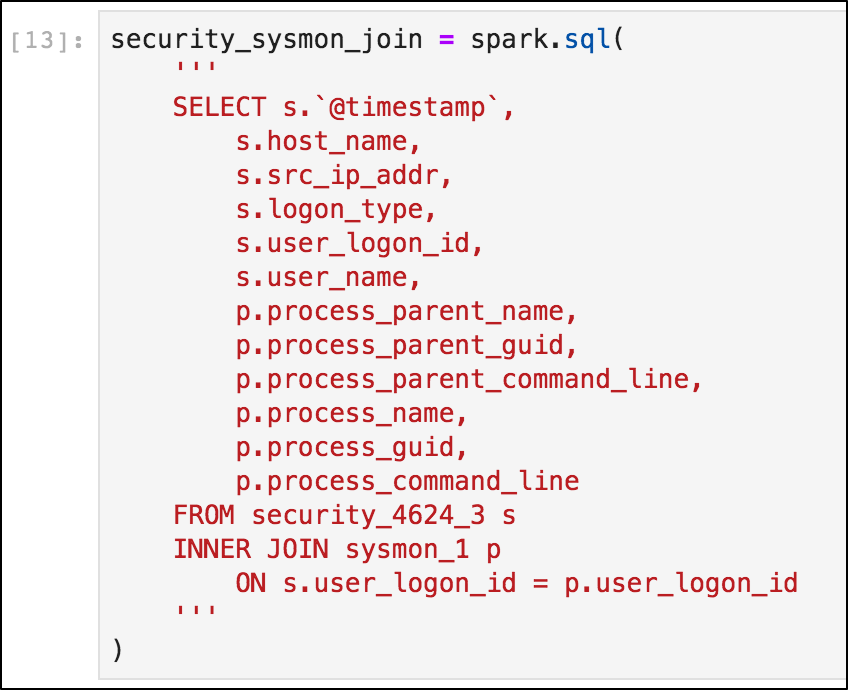 [13]: security_sysmon_join = spark.sql(
'''
SELECT s.`@timestamp`,
s.host_name,
s.src_ip_addr,
s.logon_type,
s.user_logon_id,
s.user_name,
p.process_parent_name,
p.process_parent_guid,
p.process_parent_command_line,
p.process_name,
p.process_guid,
p.process_command_line
FROM security_4624_3 s
INNER JOIN sysmon_1 p
ON s.user_logon_id = p.user_logon_id
'''
)